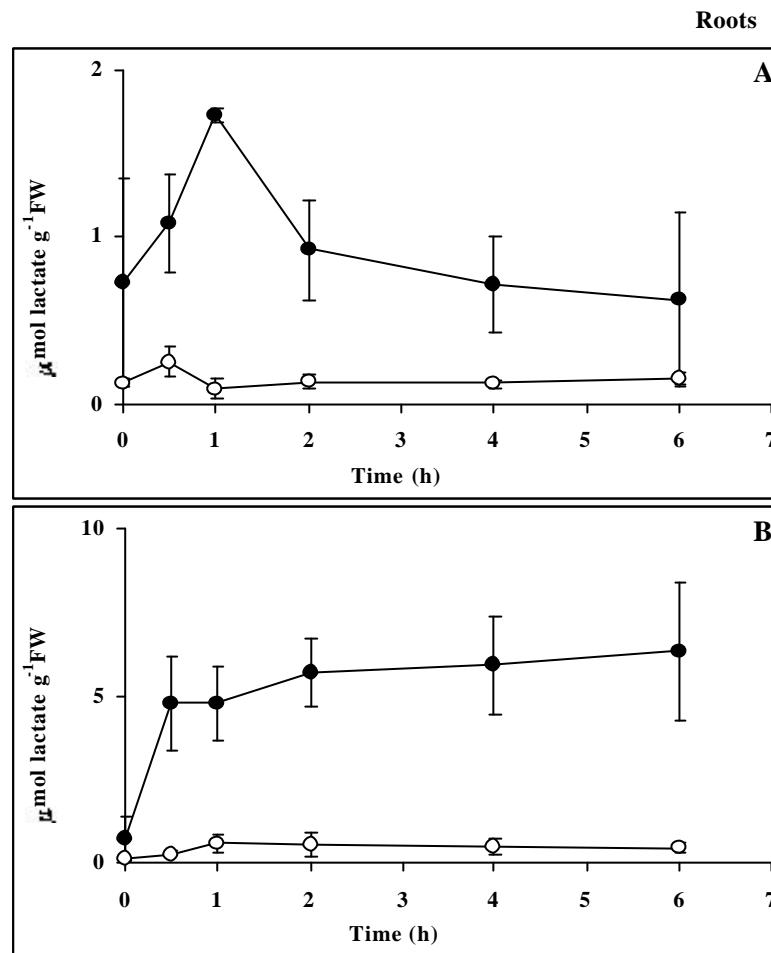 Roots
A
2
1
0
μmol lactate g⁻¹FW
0 1 2 3 4 5 6 7
Time (h)
B
10
5
0
μmol lactate g⁻¹FW
0 1 2 3 4 5 6 7
Time (h)